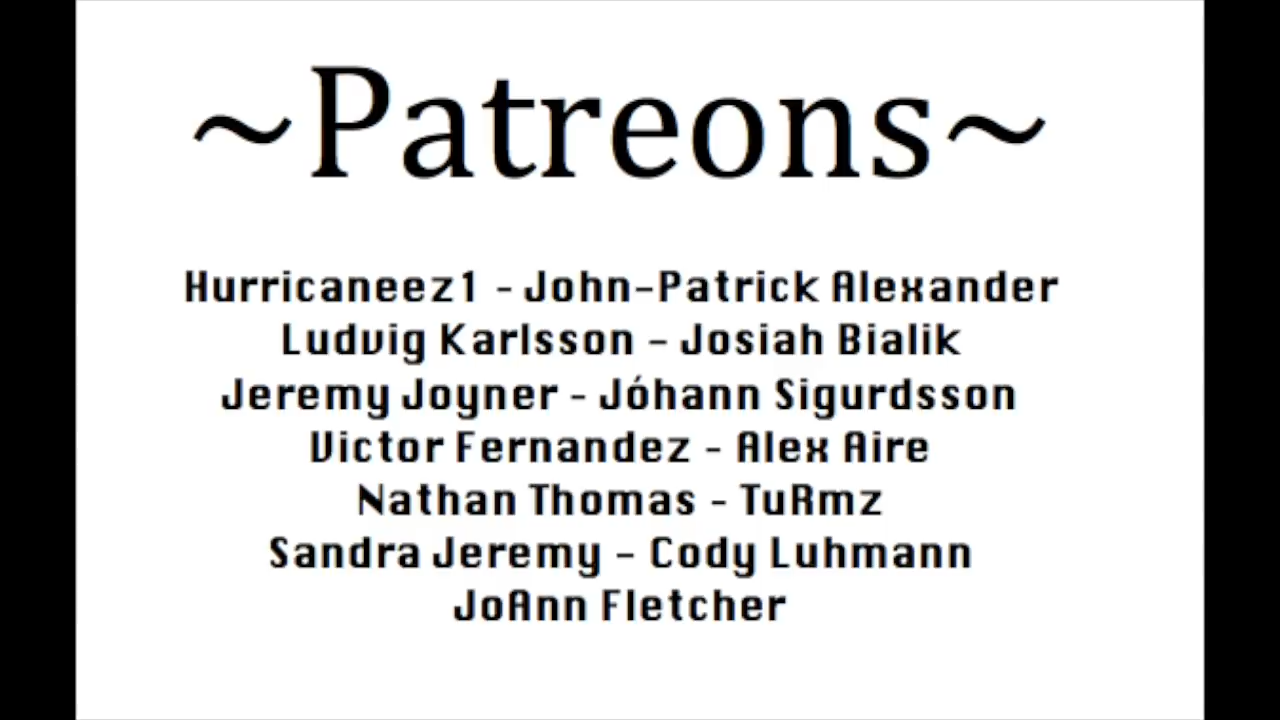 ~Patreons~
Hurricaneez1 - John-Patrick Alexander
Ludvig Karlsson - Josiah Bialik
Jeremy Joyner - Jóhann Sigurdsson
Victor Fernandez - Alex Aire
Nathan Thomas - TuRmz
Sandra Jeremy - Cody Luhmann
JoAnn Fletcher